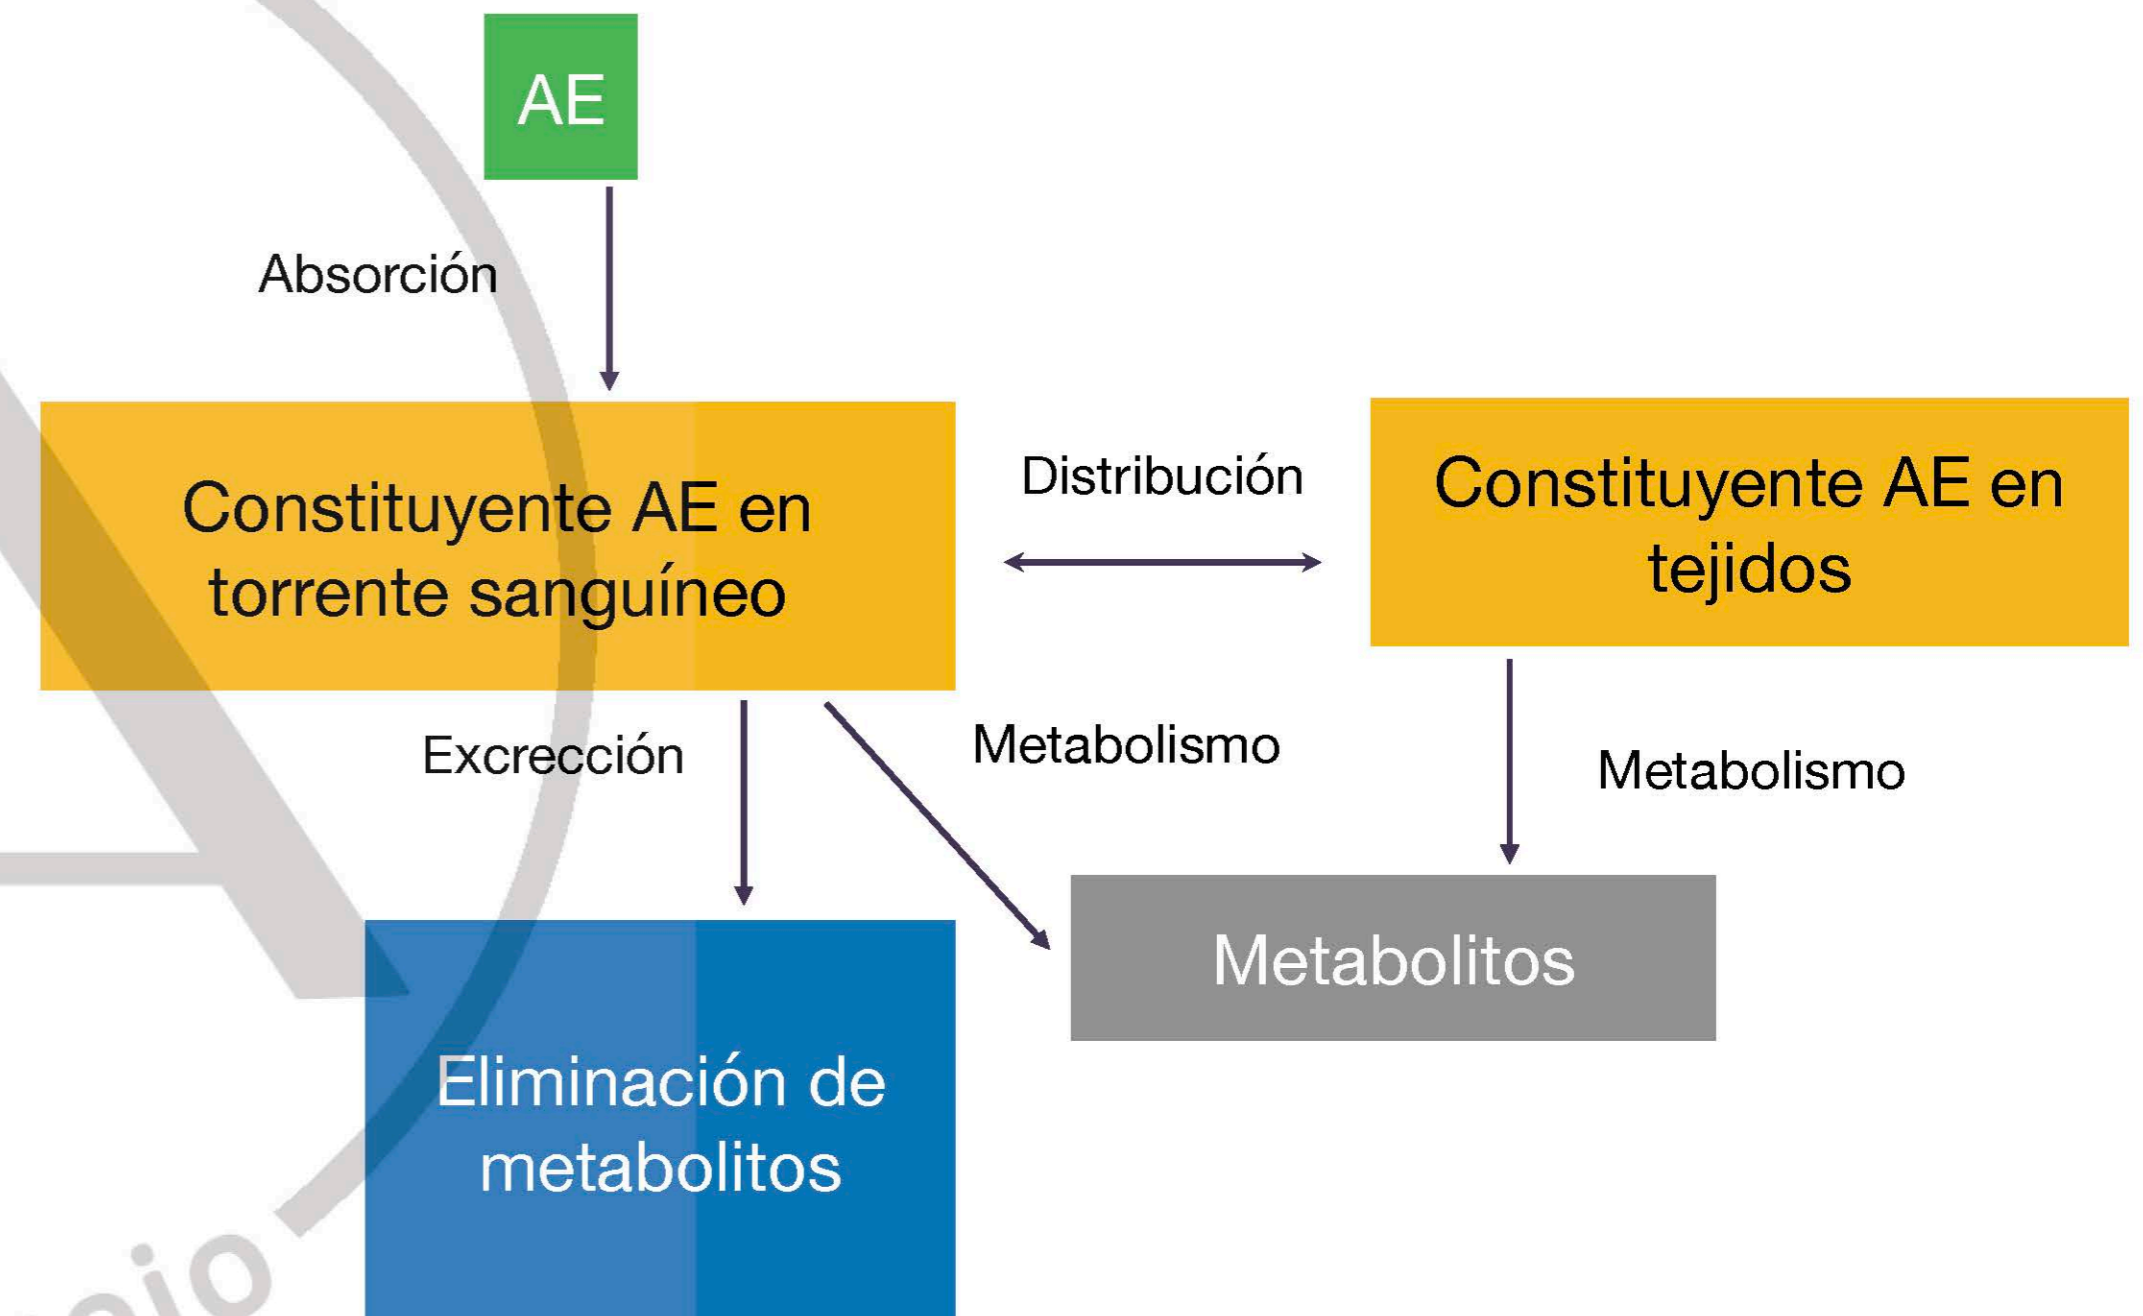 AE
Absorción
Constituyente AE en
torrente sanguíneo
Distribución
Constituyente AE en
tejidos
Excrección
Metabolismo
Metabolismo
Metabolitos
Eliminación de
metabolitos